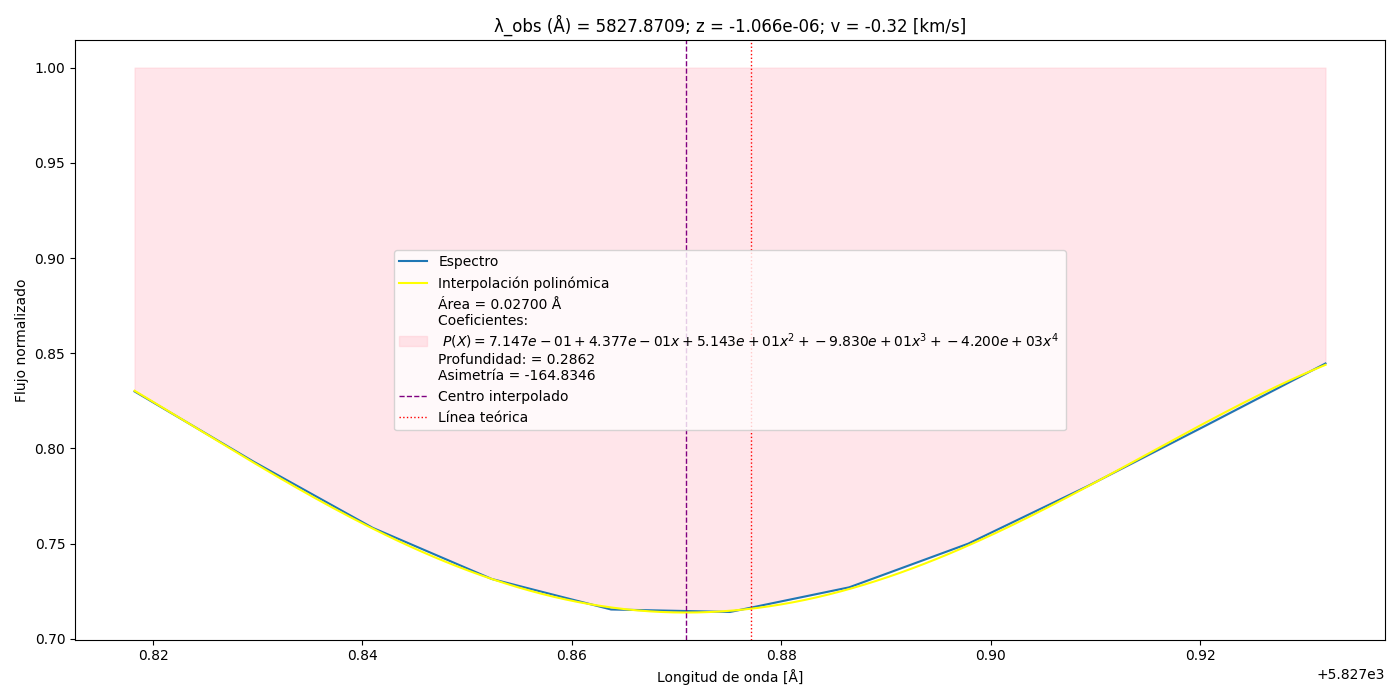 λ_obs (Å) = 5827.8709; z = -1.066e-06; v = -0.32 [km/s]
Flujo normalizado
1.00
0.95
0.90
0.85
0.80
0.75
0.70
Espectro
Interpolación polinómica
Área = 0.02700 Å
Coeficientes:
P(X) = 7.147e − 01 + 4.377e − 01x + 5.143e + 01x² + −9.830e + 01x³ + −4.200e + 03x⁴
Profundidad: = 0.2862
Asimetría = -164.8346
Centro interpolado
Línea teórica
0.82 0.84 0.86 0.88 0.90 0.92
+5.827e3
Longitud de onda [Å]